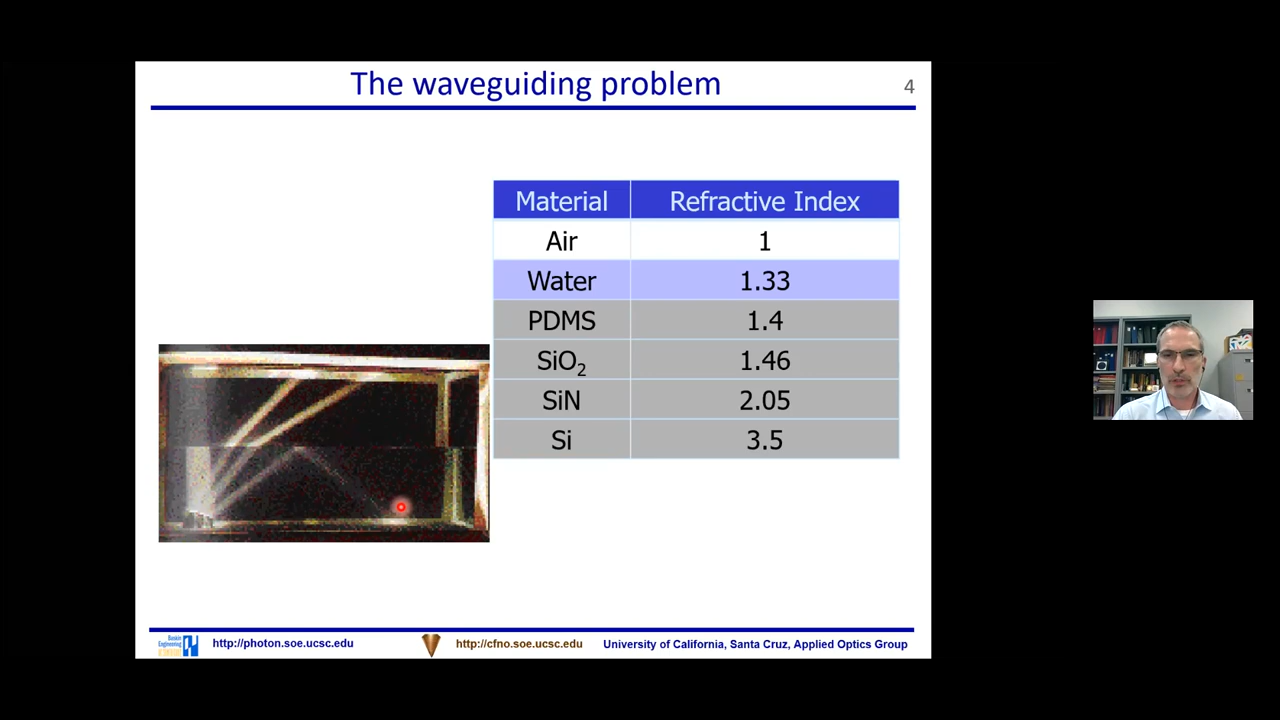 The waveguiding problem
4
Material Refractive Index
Air 1
Water 1.33
PDMS 1.4
SiO2 1.46
SiN 2.05
Si 3.5
Baskin
Engineering
http://photon.soe.ucsc.edu
http://cfno.soe.ucsc.edu
University of California, Santa Cruz, Applied Optics Group